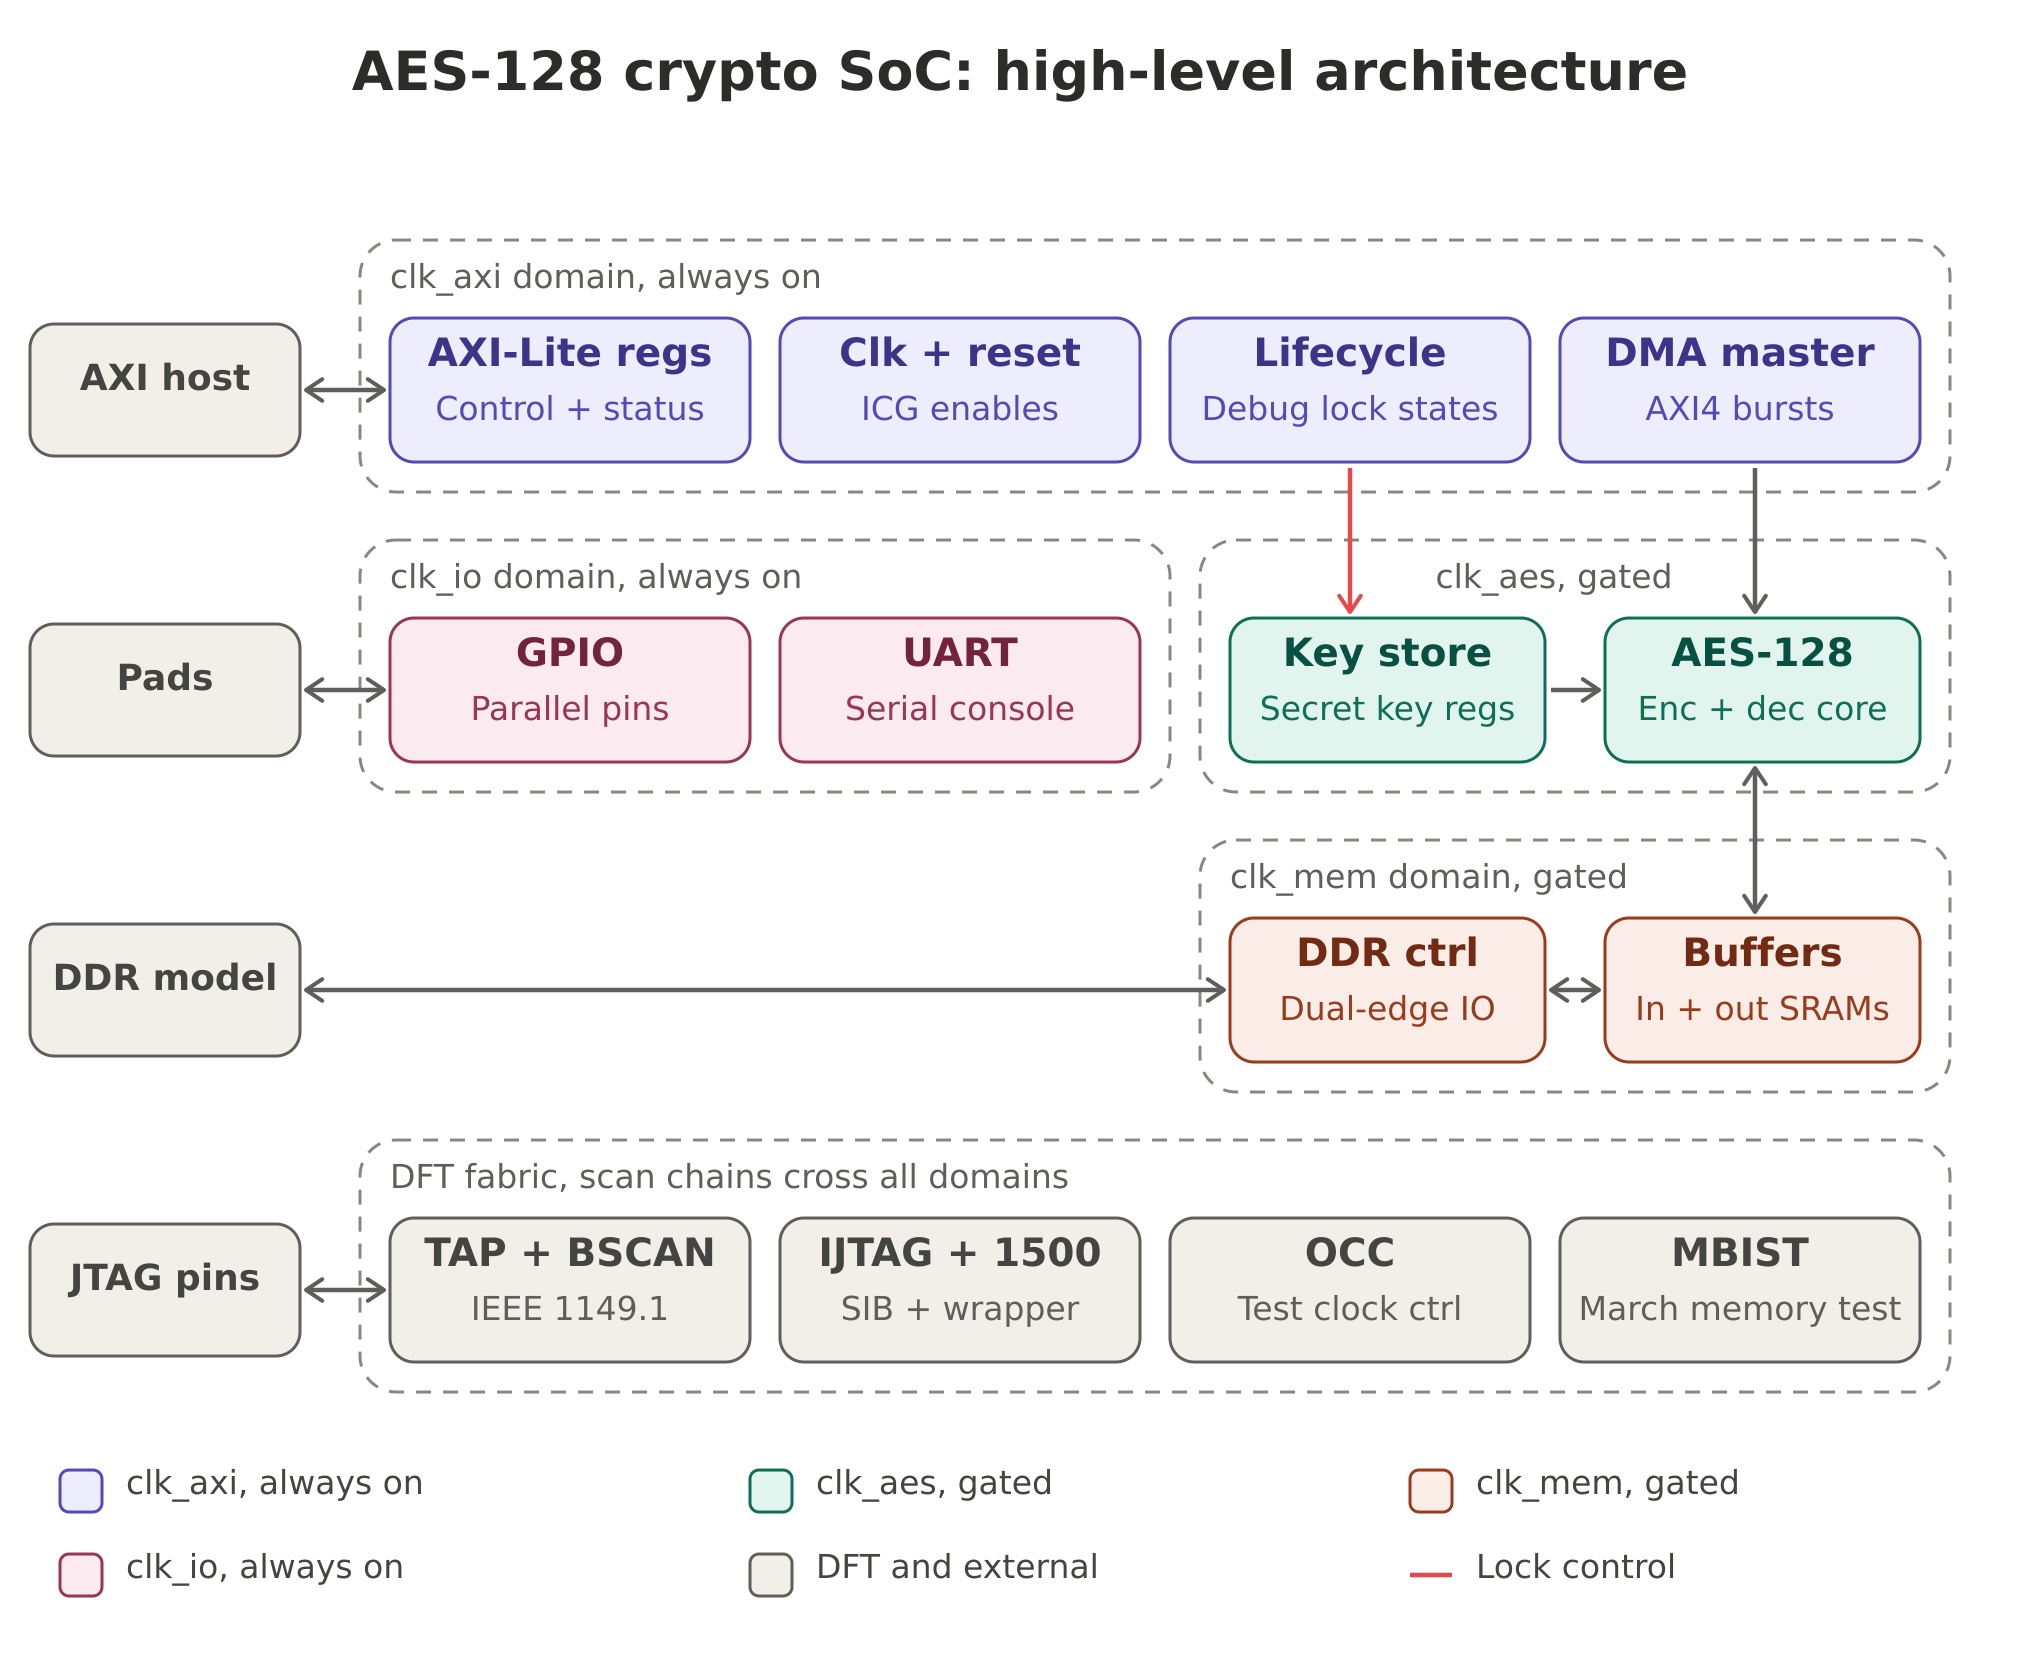 AES-128 crypto SoC: high-level architecture
clk_axi domain, always on
AXI host
AXI-Lite regs
Control + status
Clk + reset
ICG enables
Lifecycle
Debug lock states
DMA master
AXI4 bursts
clk_io domain, always on
clk_aes, gated
Pads
GPIO
Parallel pins
UART
Serial console
Key store
Secret key regs
AES-128
Enc + dec core
clk_mem domain, gated
DDR model
DDR ctrl
Dual-edge IO
Buffers
In + out SRAMs
DFT fabric, scan chains cross all domains
JTAG pins
TAP + BSCAN
IEEE 1149.1
IJTAG + 1500
SIB + wrapper
OCC
Test clock ctrl
MBIST
March memory test
clk_axi, always on
clk_aes, gated
clk_mem, gated
clk_io, always on
DFT and external
Lock control